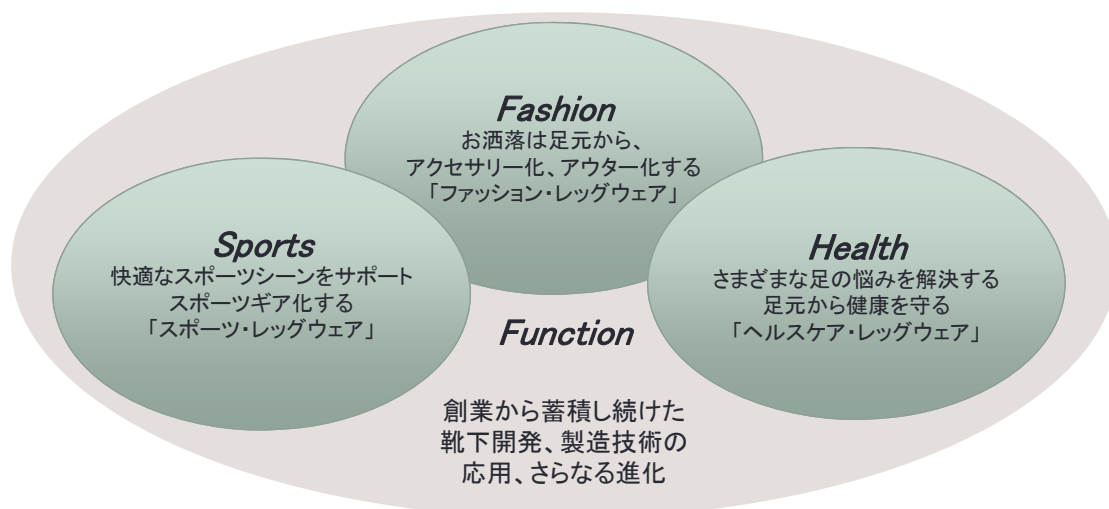 Fashion
お洒落は足元から、
アクセサリー化、アウター化する
「ファッション・レッグウェア」
Sports
快適なスポーツシーンをサポート
スポーツギア化する
「スポーツ・レッグウェア」
Health
さまざまな足の悩みを解決する
足元から健康を守る
「ヘルスケア・レッグウェア」
Function
創業から蓄積し続けた
靴下開発、製造技術の
応用、さらなる進化